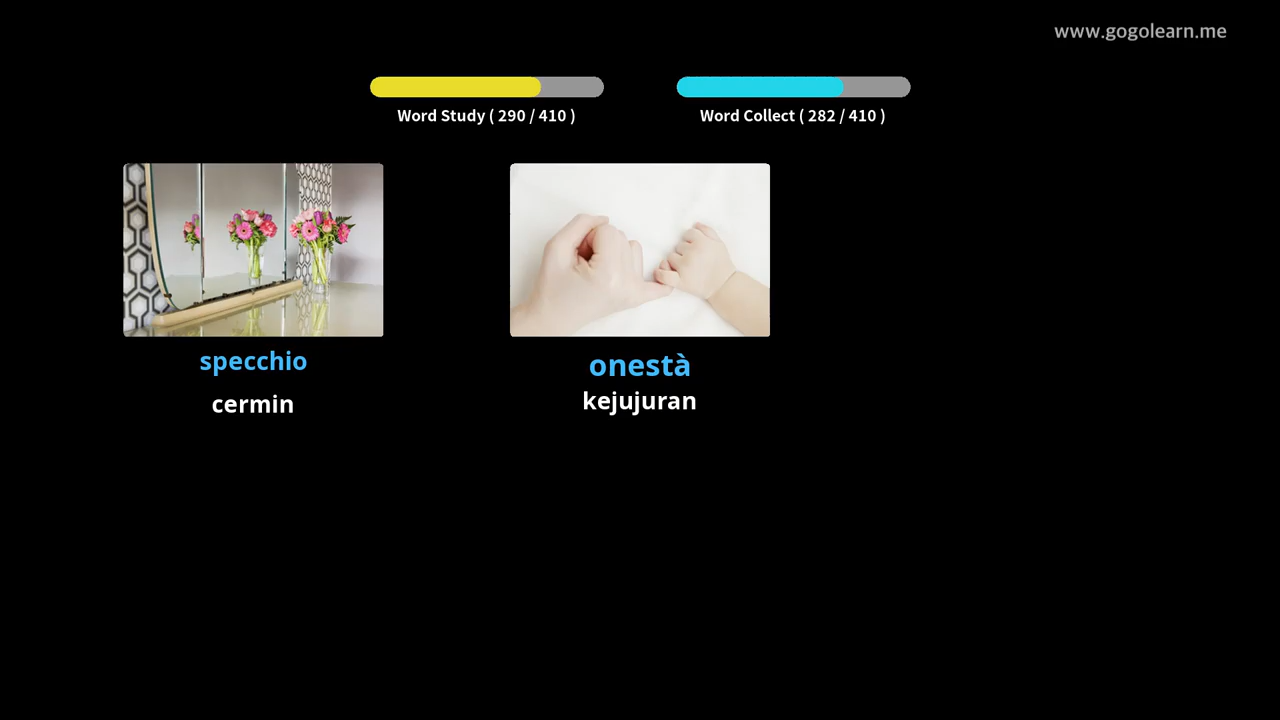 www.gogolearn.me
Word Study ( 290 / 410 )
Word Collect ( 282 / 410 )
specchio
cermin
onestà
kejujuran